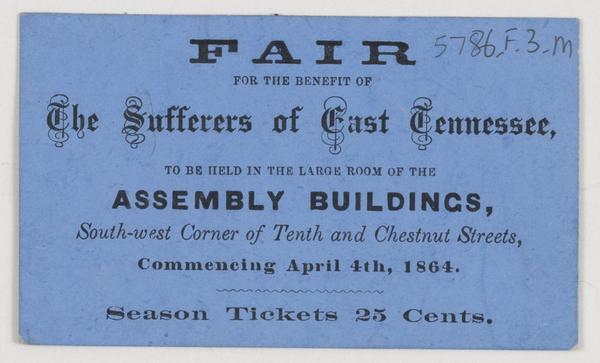 FAIR
5786.F.3-M
FOR THE BENEFIT OF
The Sufferers of East Tennessee,
TO BE HELD IN THE LARGE ROOM OF THE
ASSEMBLY BUILDINGS,
South-west Corner of Tenth and Chestnut Streets,
Commencing April 4th, 1864.
Season Tickets 25 Cents.